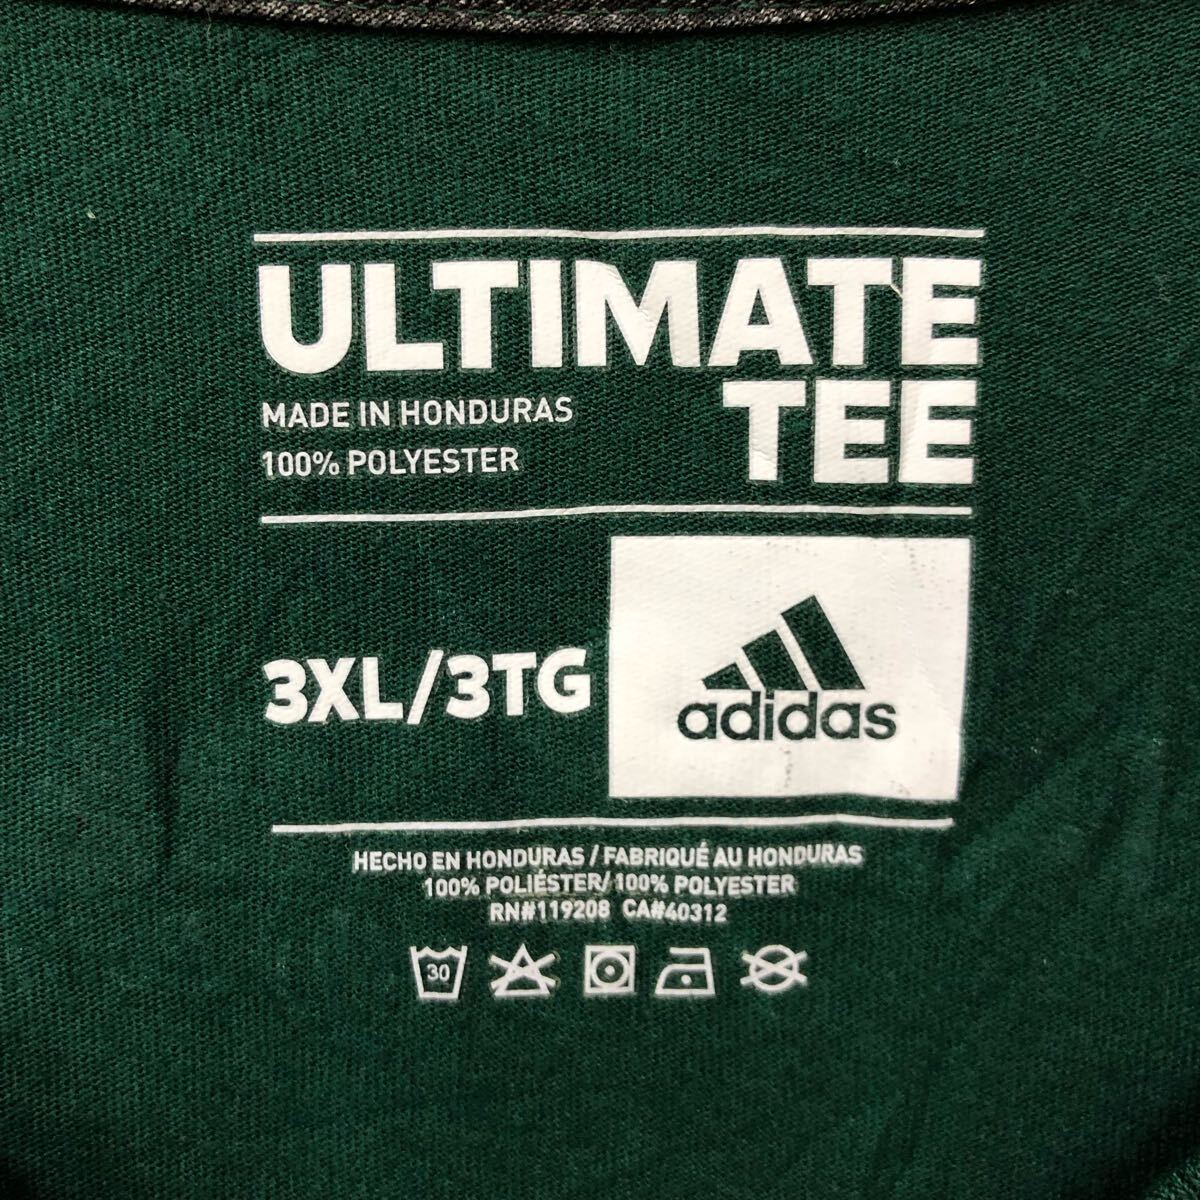 ULTIMATE
TEE
MADE IN HONDURAS
100% POLYESTER
3XL/3TG
adidas
HECHO EN HONDURAS / FABRIQUÉ AU HONDURAS
100% POLIÉSTER/ 100% POLYESTER
RN#119208 CA#40312
30